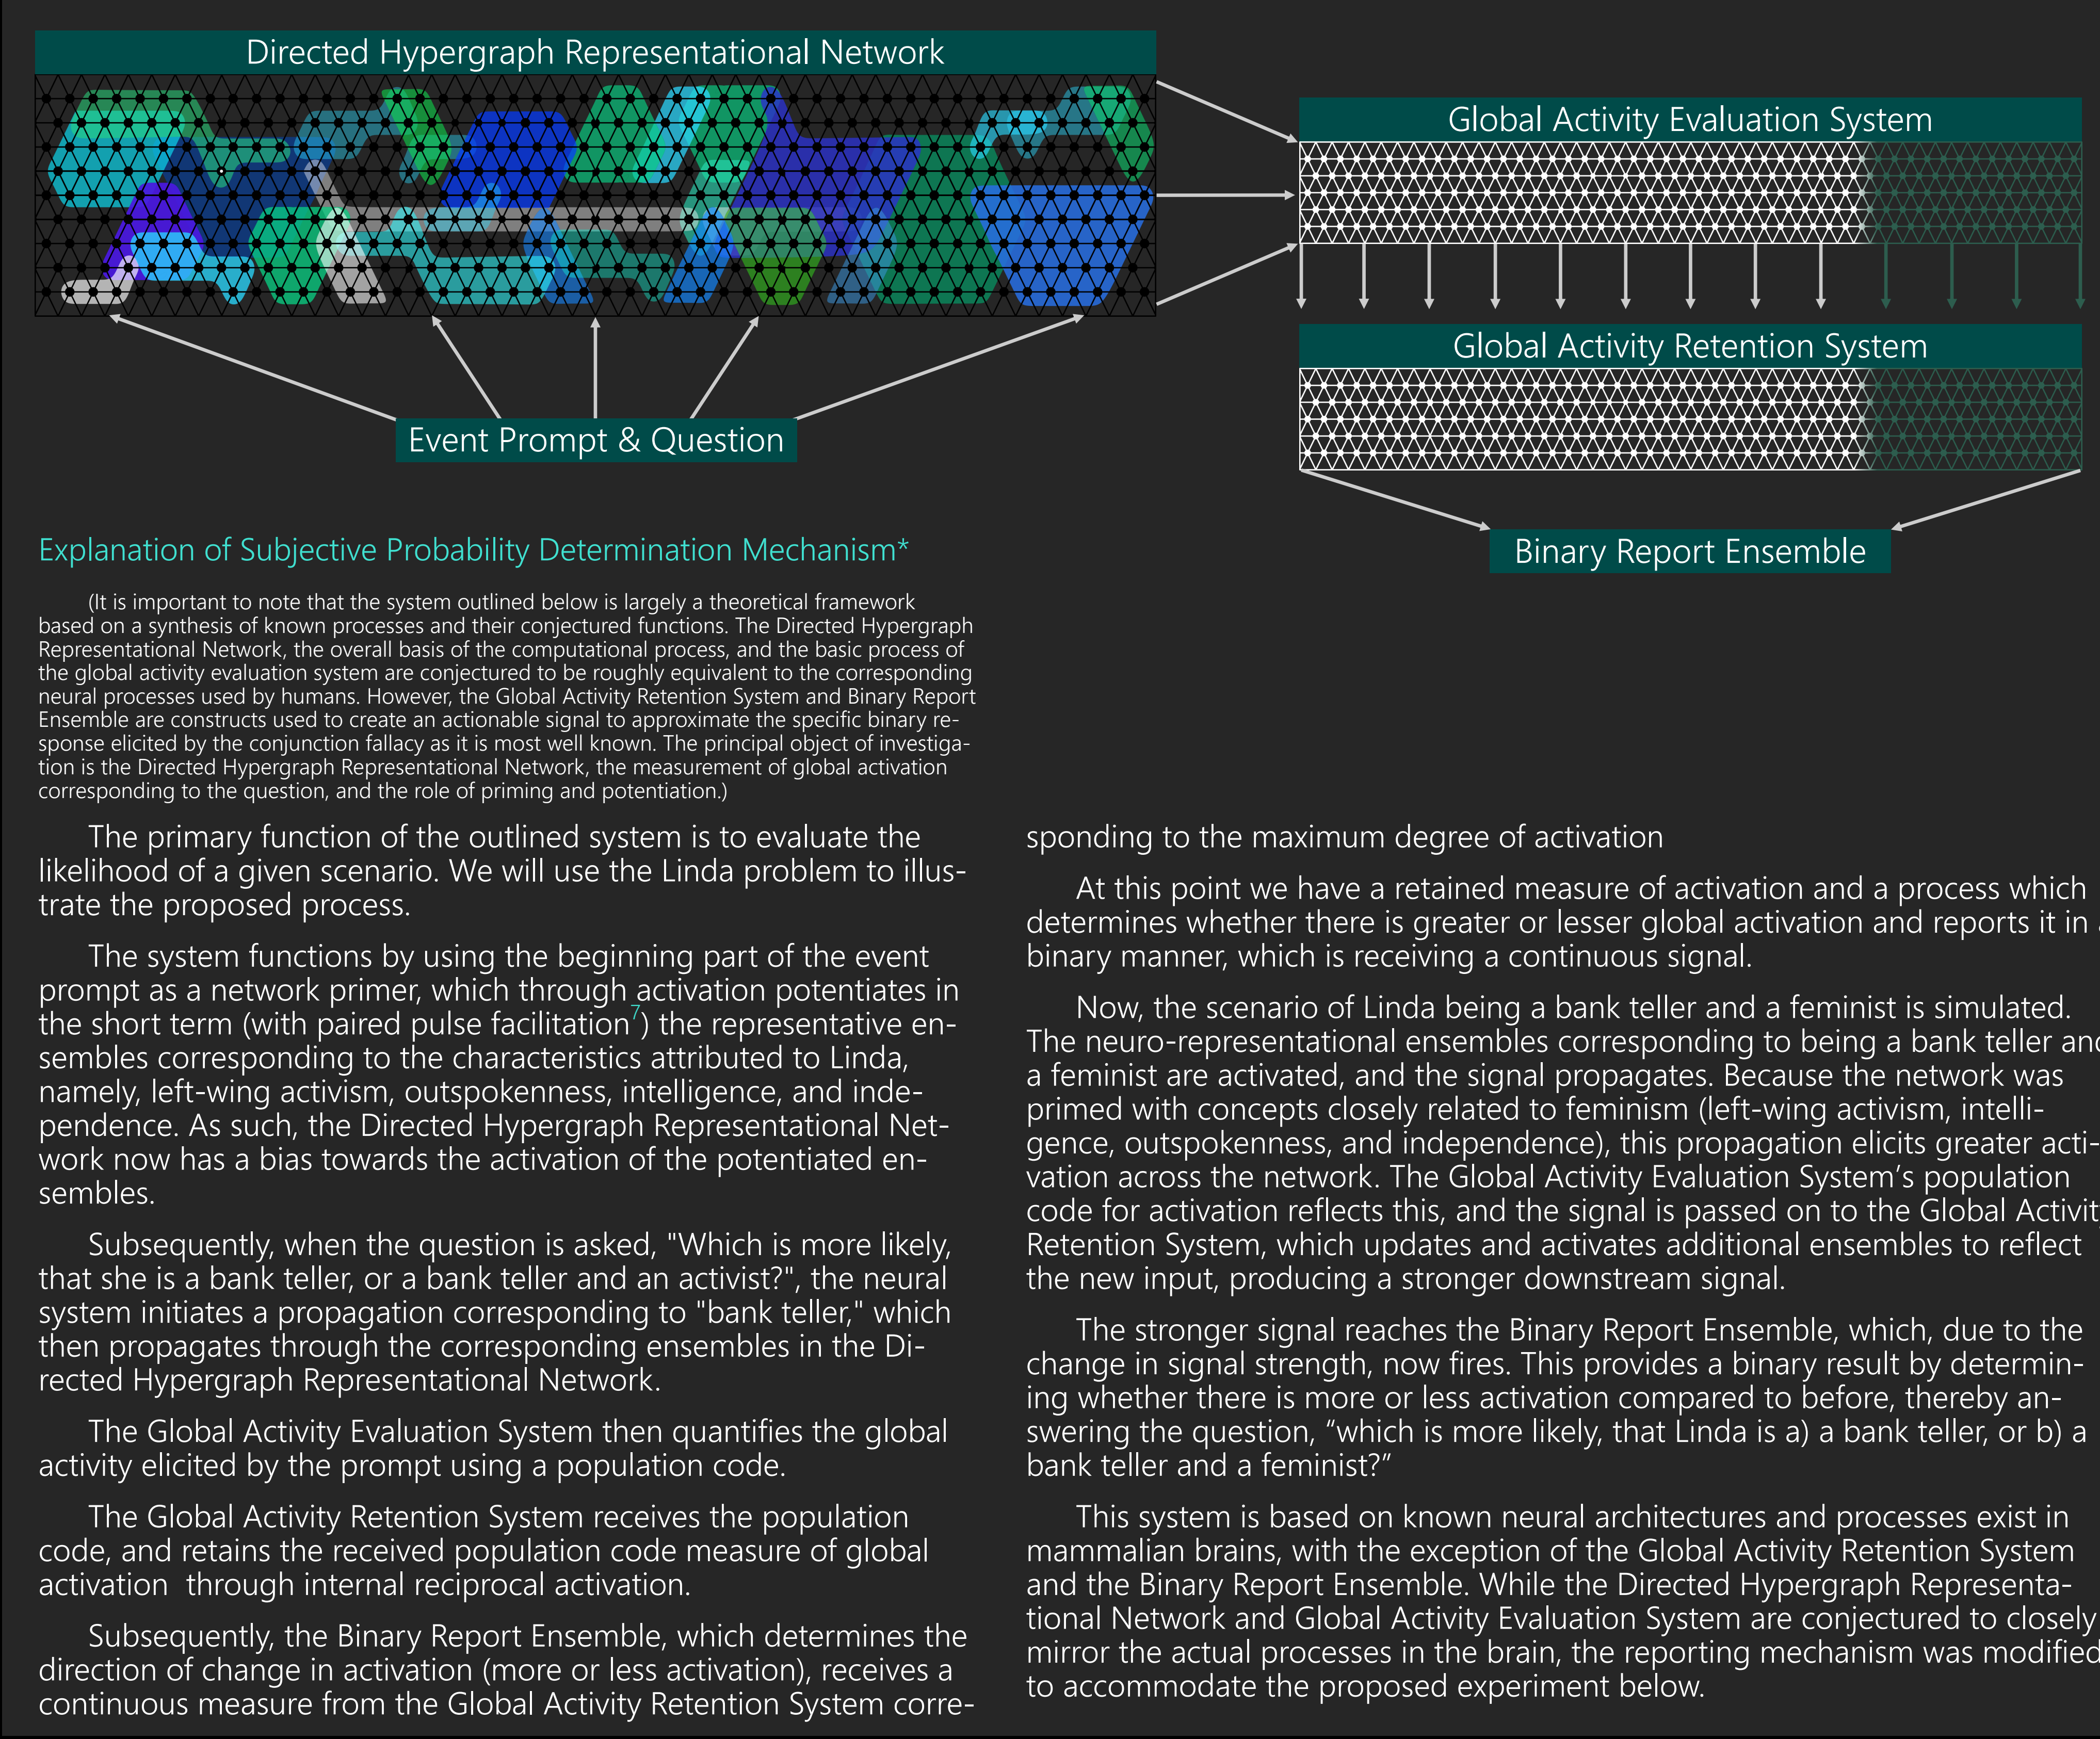 Directed Hypergraph Representational Network
Global Activity Evaluation System
Global Activity Retention System
Event Prompt & Question
Binary Report Ensemble
Explanation of Subjective Probability Determination Mechanism*
(It is important to note that the system outlined below is largely a theoretical framework
based on a synthesis of known processes and their conjectured functions. The Directed Hypergraph
Representational Network, the overall basis of the computational process, and the basic process of
the global activity evaluation system are conjectured to be roughly equivalent to the corresponding
neural processes used by humans. However, the Global Activity Retention System and Binary Report
Ensemble are constructs used to create an actionable signal to approximate the specific binary re-
sponse elicited by the conjunction fallacy as it is most well known. The principal object of investiga-
tion is the Directed Hypergraph Representational Network, the measurement of global activation
corresponding to the question, and the role of priming and potentiation.)
The primary function of the outlined system is to evaluate the
likelihood of a given scenario. We will use the Linda problem to illus-
trate the proposed process.
The system functions by using the beginning part of the event
prompt as a network primer, which through activation potentiates in
the short term (with paired pulse facilitation7) the representative en-
sembles corresponding to the characteristics attributed to Linda,
namely, left-wing activism, outspokenness, intelligence, and inde-
pendence. As such, the Directed Hypergraph Representational Net-
work now has a bias towards the activation of the potentiated en-
sembles.
Subsequently, when the question is asked, "Which is more likely,
that she is a bank teller, or a bank teller and an activist?", the neural
system initiates a propagation corresponding to "bank teller," which
then propagates through the corresponding ensembles in the Di-
rected Hypergraph Representational Network.
The Global Activity Evaluation System then quantifies the global
activity elicited by the prompt using a population code.
The Global Activity Retention System receives the population
code, and retains the received population code measure of global
activation  through internal reciprocal activation.
Subsequently, the Binary Report Ensemble, which determines the
direction of change in activation (more or less activation), receives a
continuous measure from the Global Activity Retention System corre-
sponding to the maximum degree of activation
At this point we have a retained measure of activation and a process which
determines whether there is greater or lesser global activation and reports it in a
binary manner, which is receiving a continuous signal.
Now, the scenario of Linda being a bank teller and a feminist is simulated.
The neuro-representational ensembles corresponding to being a bank teller and
a feminist are activated, and the signal propagates. Because the network was
primed with concepts closely related to feminism (left-wing activism, intelli-
gence, outspokenness, and independence), this propagation elicits greater acti-
vation across the network. The Global Activity Evaluation System’s population
code for activation reflects this, and the signal is passed on to the Global Activit
Retention System, which updates and activates additional ensembles to reflect
the new input, producing a stronger downstream signal.
The stronger signal reaches the Binary Report Ensemble, which, due to the
change in signal strength, now fires. This provides a binary result by determin-
ing whether there is more or less activation compared to before, thereby an-
swering the question, “which is more likely, that Linda is a) a bank teller, or b) a
bank teller and a feminist?”
This system is based on known neural architectures and processes exist in
mammalian brains, with the exception of the Global Activity Retention System
and the Binary Report Ensemble. While the Directed Hypergraph Representa-
tional Network and Global Activity Evaluation System are conjectured to closely
mirror the actual processes in the brain, the reporting mechanism was modified
to accommodate the proposed experiment below.